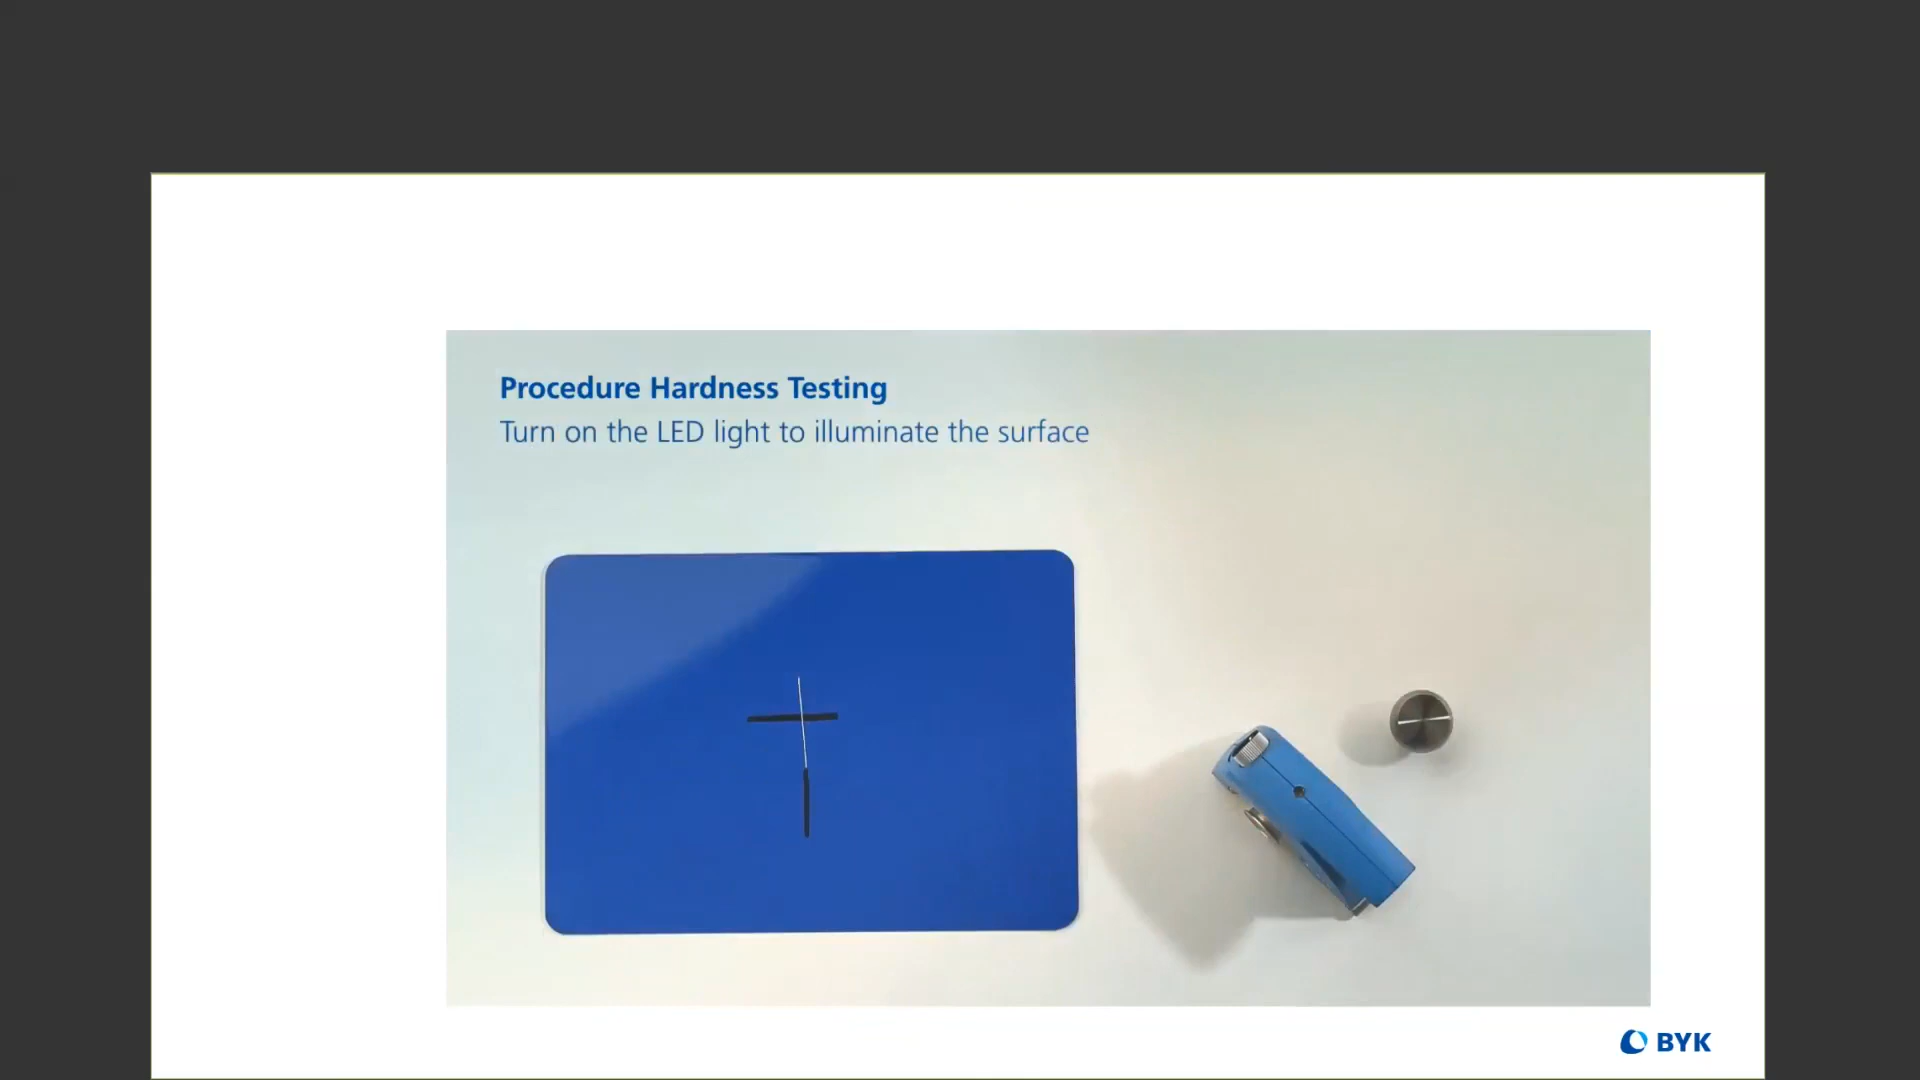 Procedure Hardness Testing
Turn on the LED light to illuminate the surface
BYK